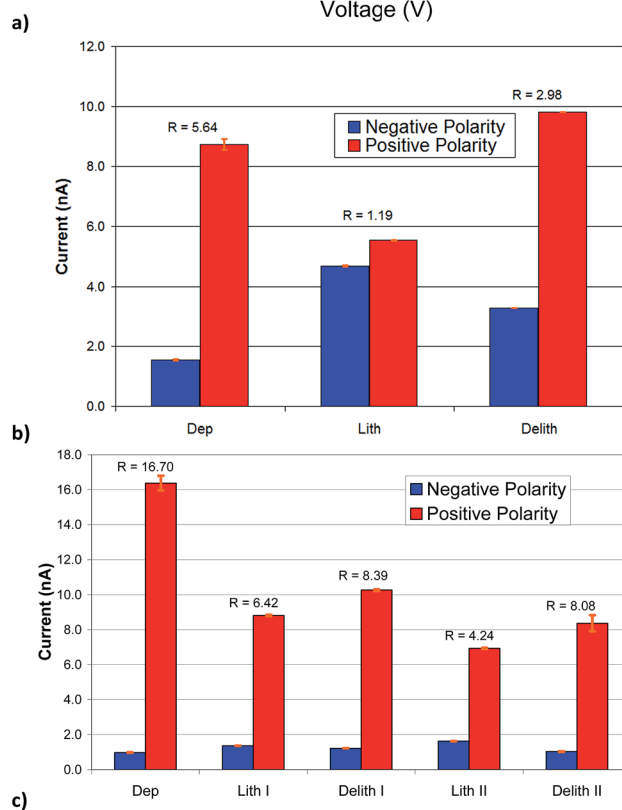 Voltage (V)
a)
12.0
10.0
8.0
6.0
4.0
2.0
0.0
Current (nA)
R = 5.64
R = 1.19
R = 2.98
Negative Polarity
Positive Polarity
Dep Lith Delith
b)
18.0
16.0
14.0
12.0
10.0
8.0
6.0
4.0
2.0
0.0
Current (nA)
R = 16.70
R = 6.42
R = 8.39
R = 4.24
R = 8.08
Negative Polarity
Positive Polarity
Dep Lith I Delith I Lith II Delith II
c)